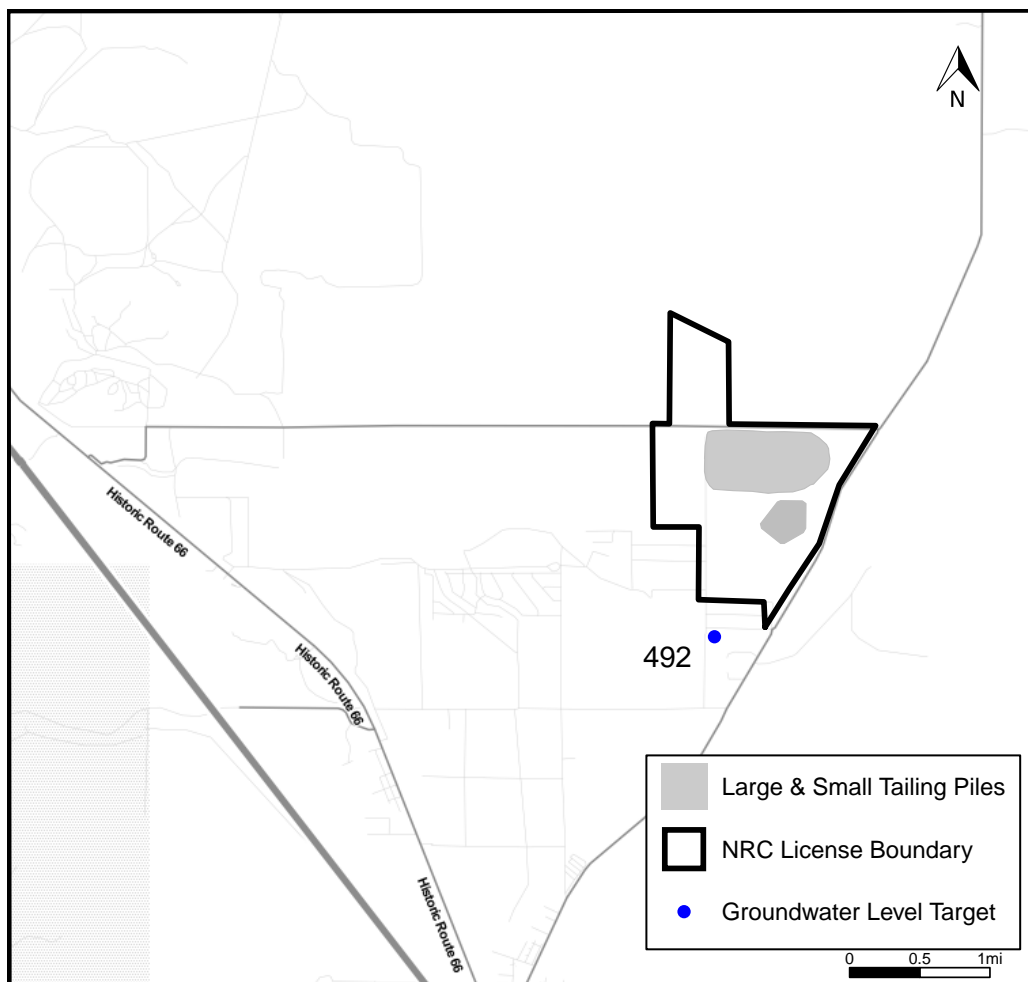 N
Historic Route 66
Historic Route 66
492
Historic Route 66
Large & Small Tailing Piles
NRC License Boundary
Groundwater Level Target
0 0.5 1mi